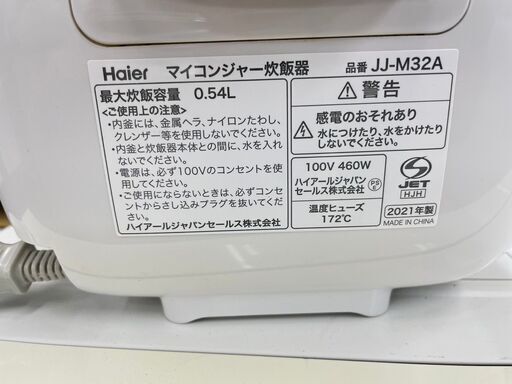 Haier マイコンジャー炊飯器 品番 JJ-M32A
最大炊飯容量 0.54L
<ご使用上の注意>
・内釜には、金属ヘラ、ナイロンたわし、
クレンザー等を使用しないでください。
・内釜と炊飯器本体との間に、水を入れ
ないでください。
・電源は、必ず100Vのコンセントを使用
してください。
・ご使用にならないときは、必ずコンセ
ントからさし込みプラグを抜いてください。
ハイアールジャパンセールス株式会社
警告
感電のおそれあり
水につけたり、水をかけたり
しないでください。
100V 460W
ハイアールジャパン
セールス株式会社
PS
E
温度ヒューズ
172℃
JET
HJH
2021年製
MADE IN CHINA